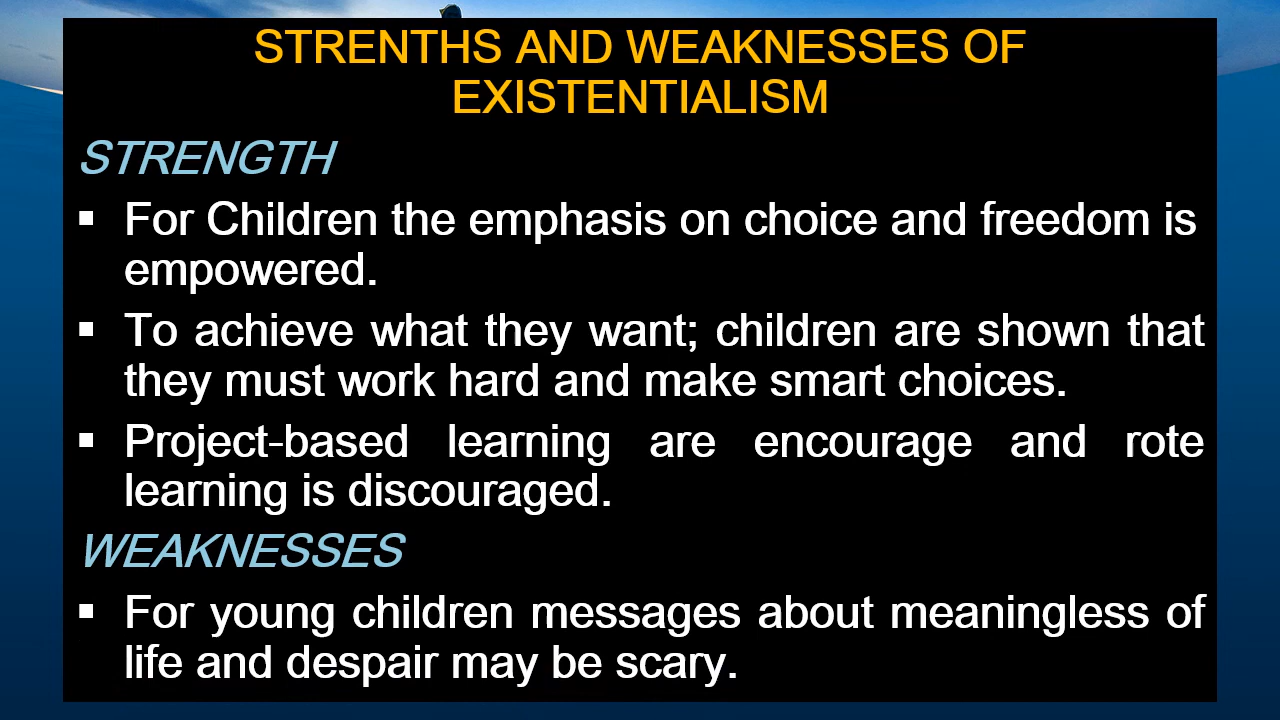 STRENTHS AND WEAKNESSES OF
EXISTENTIALISM
STRENGTH
▪ For Children the emphasis on choice and freedom is
empowered.
▪ To achieve what they want; children are shown that
they must work hard and make smart choices.
▪ Project-based learning are encourage and rote
learning is discouraged.
WEAKNESSES
▪ For young children messages about meaningless of
life and despair may be scary.